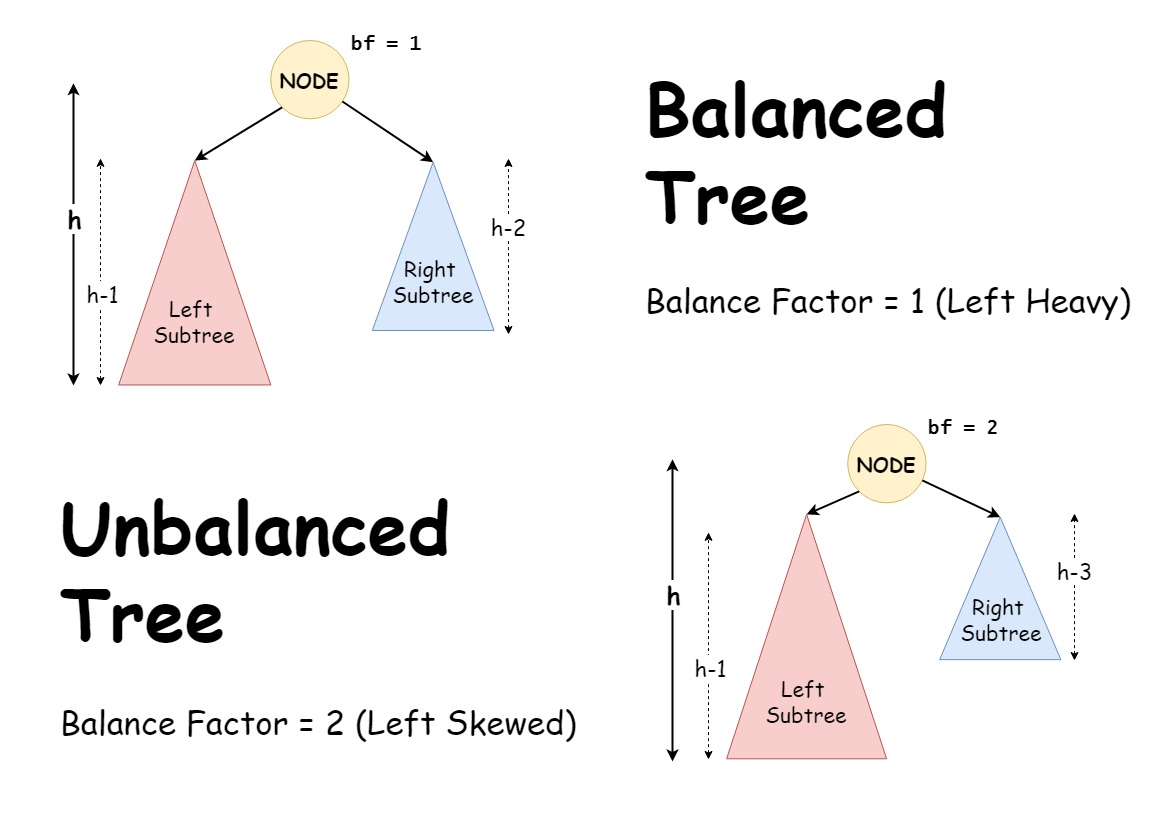 bf = 1
NODE
h
h-1
h-2
Left
Subtree
Right
Subtree
Balanced
Tree
Balance Factor = 1 (Left Heavy)
Unbalanced
Tree
Balance Factor = 2 (Left Skewed)
bf = 2
NODE
h
h-1
h-3
Left
Subtree
Right
Subtree